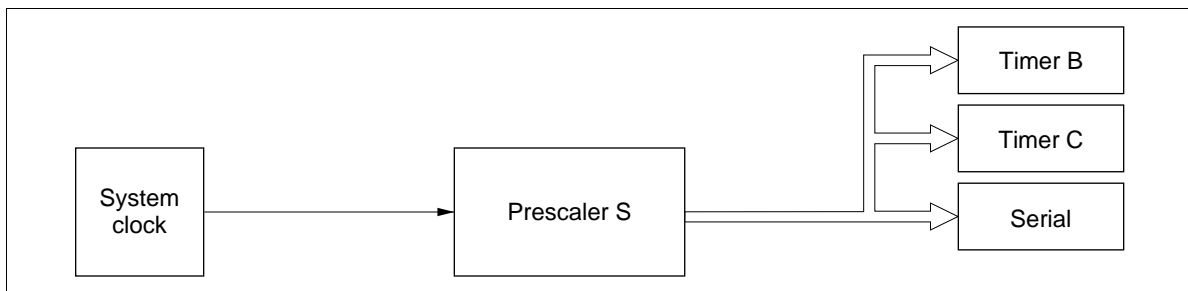 System
clock
Prescaler S
Timer B
Timer C
Serial